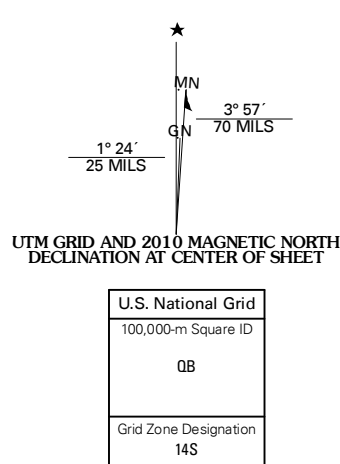 ★
MN
3° 57´
70 MILS
GN
1° 24´
25 MILS
UTM GRID AND 2010 MAGNETIC NORTH
DECLINATION AT CENTER OF SHEET
U.S. National Grid
100,000-m Square ID
QB
Grid Zone Designation
14S